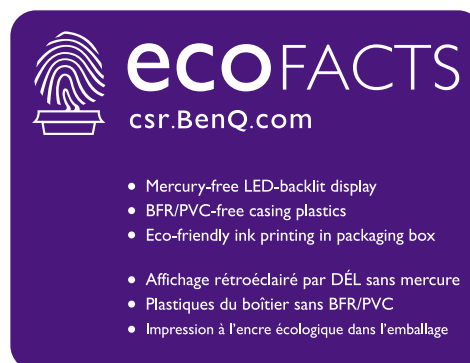 ecoFACTS
csr.BenQ.com
• Mercury-free LED-backlit display
• BFR/PVC-free casing plastics
• Eco-friendly ink printing in packaging box
• Affichage rétroéclairé par DÉL sans mercure
• Plastiques du boîtier sans BFR/PVC
• Impression à l'encre écologique dans l'emballage